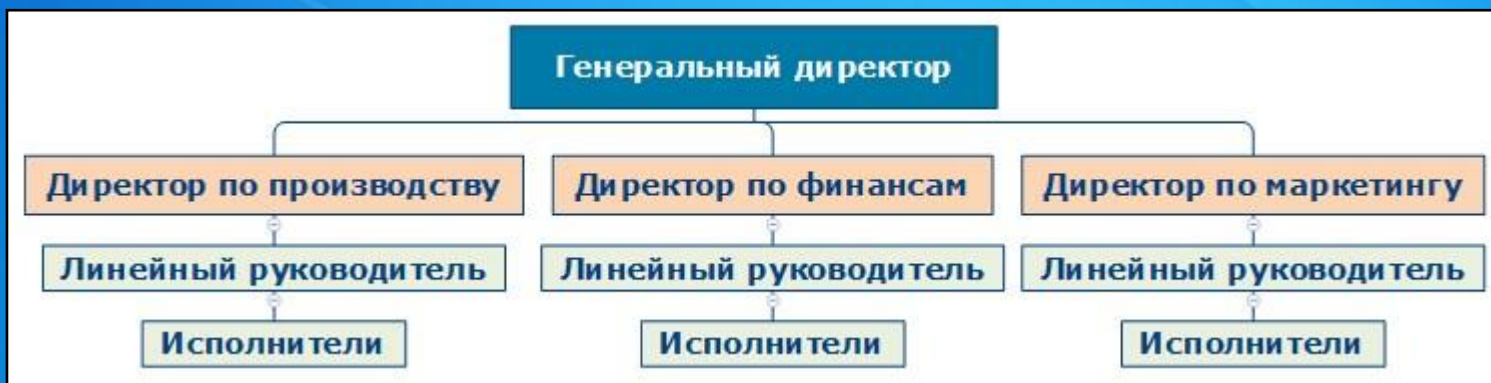 Генеральный директор
Директор по производству
Директор по финансам
Директор по маркетингу
Линейный руководитель
Линейный руководитель
Линейный руководитель
Исполнители
Исполнители
Исполнители